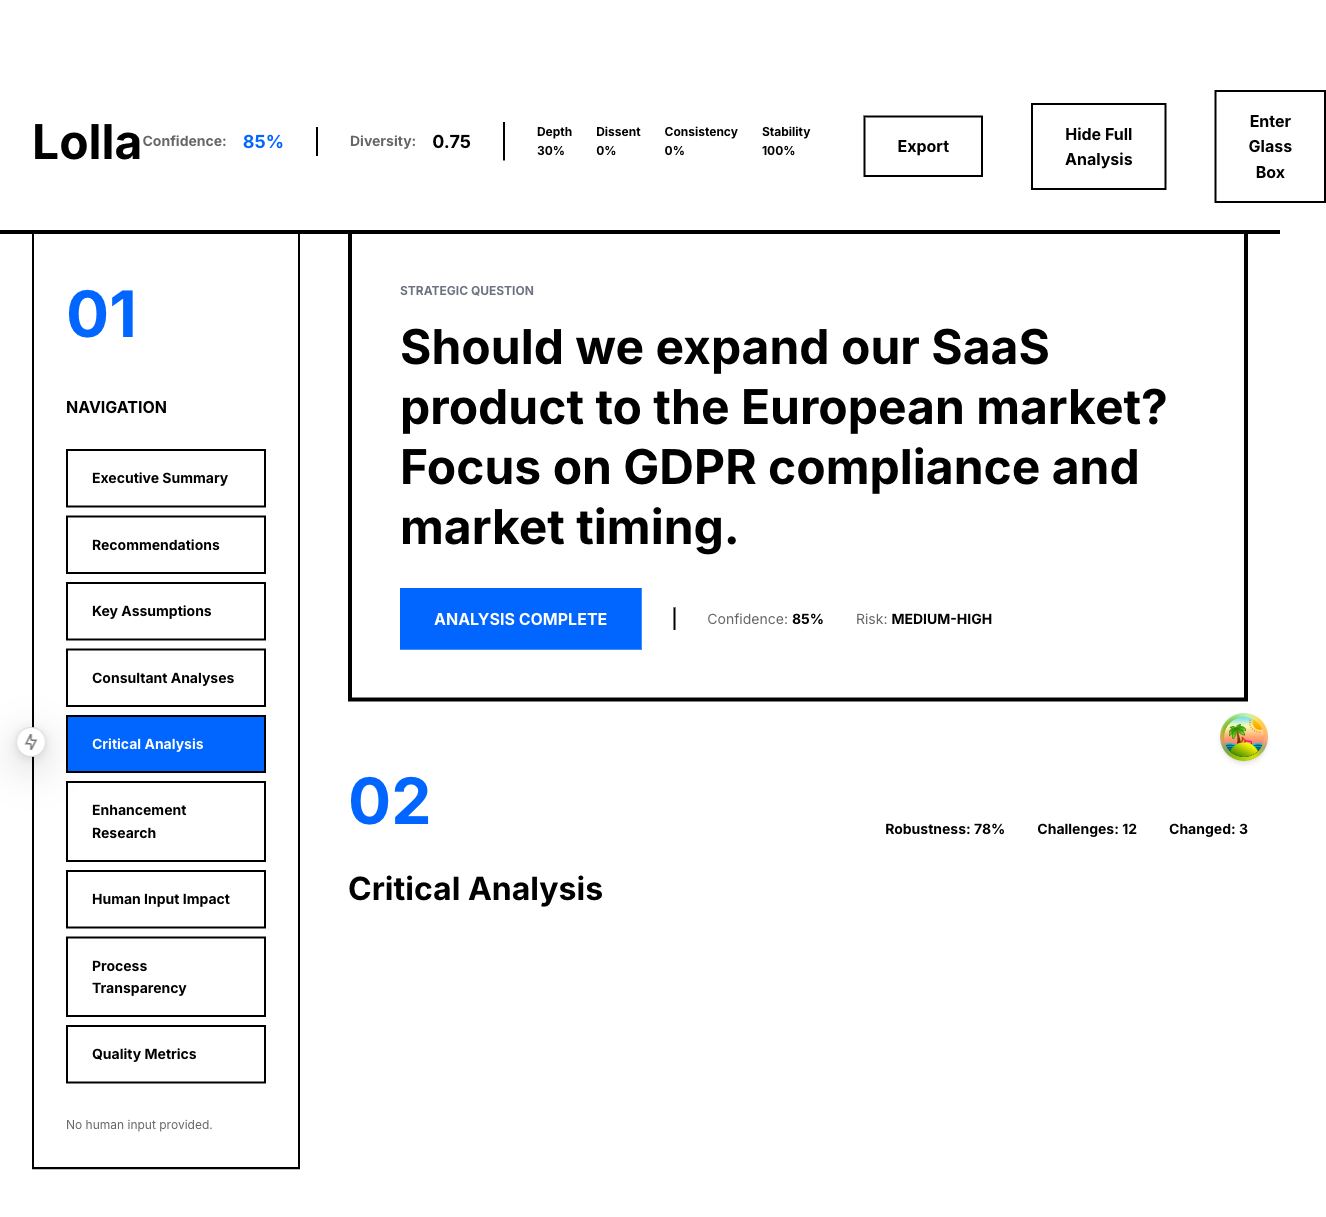 Lolla
Confidence: 85%
Diversity: 0.75
Depth
30%
Dissent
0%
Consistency
0%
Stability
100%
Export
Hide Full
Analysis
Enter
Glass
Box
01
NAVIGATION
Executive Summary
Recommendations
Key Assumptions
Consultant Analyses
Critical Analysis
Enhancement
Research
Human Input Impact
Process
Transparency
Quality Metrics
No human input provided.
STRATEGIC QUESTION
Should we expand our SaaS
product to the European market?
Focus on GDPR compliance and
market timing.
ANALYSIS COMPLETE
Confidence: 85%
Risk: MEDIUM-HIGH
02
Robustness: 78%
Challenges: 12
Changed: 3
Critical Analysis